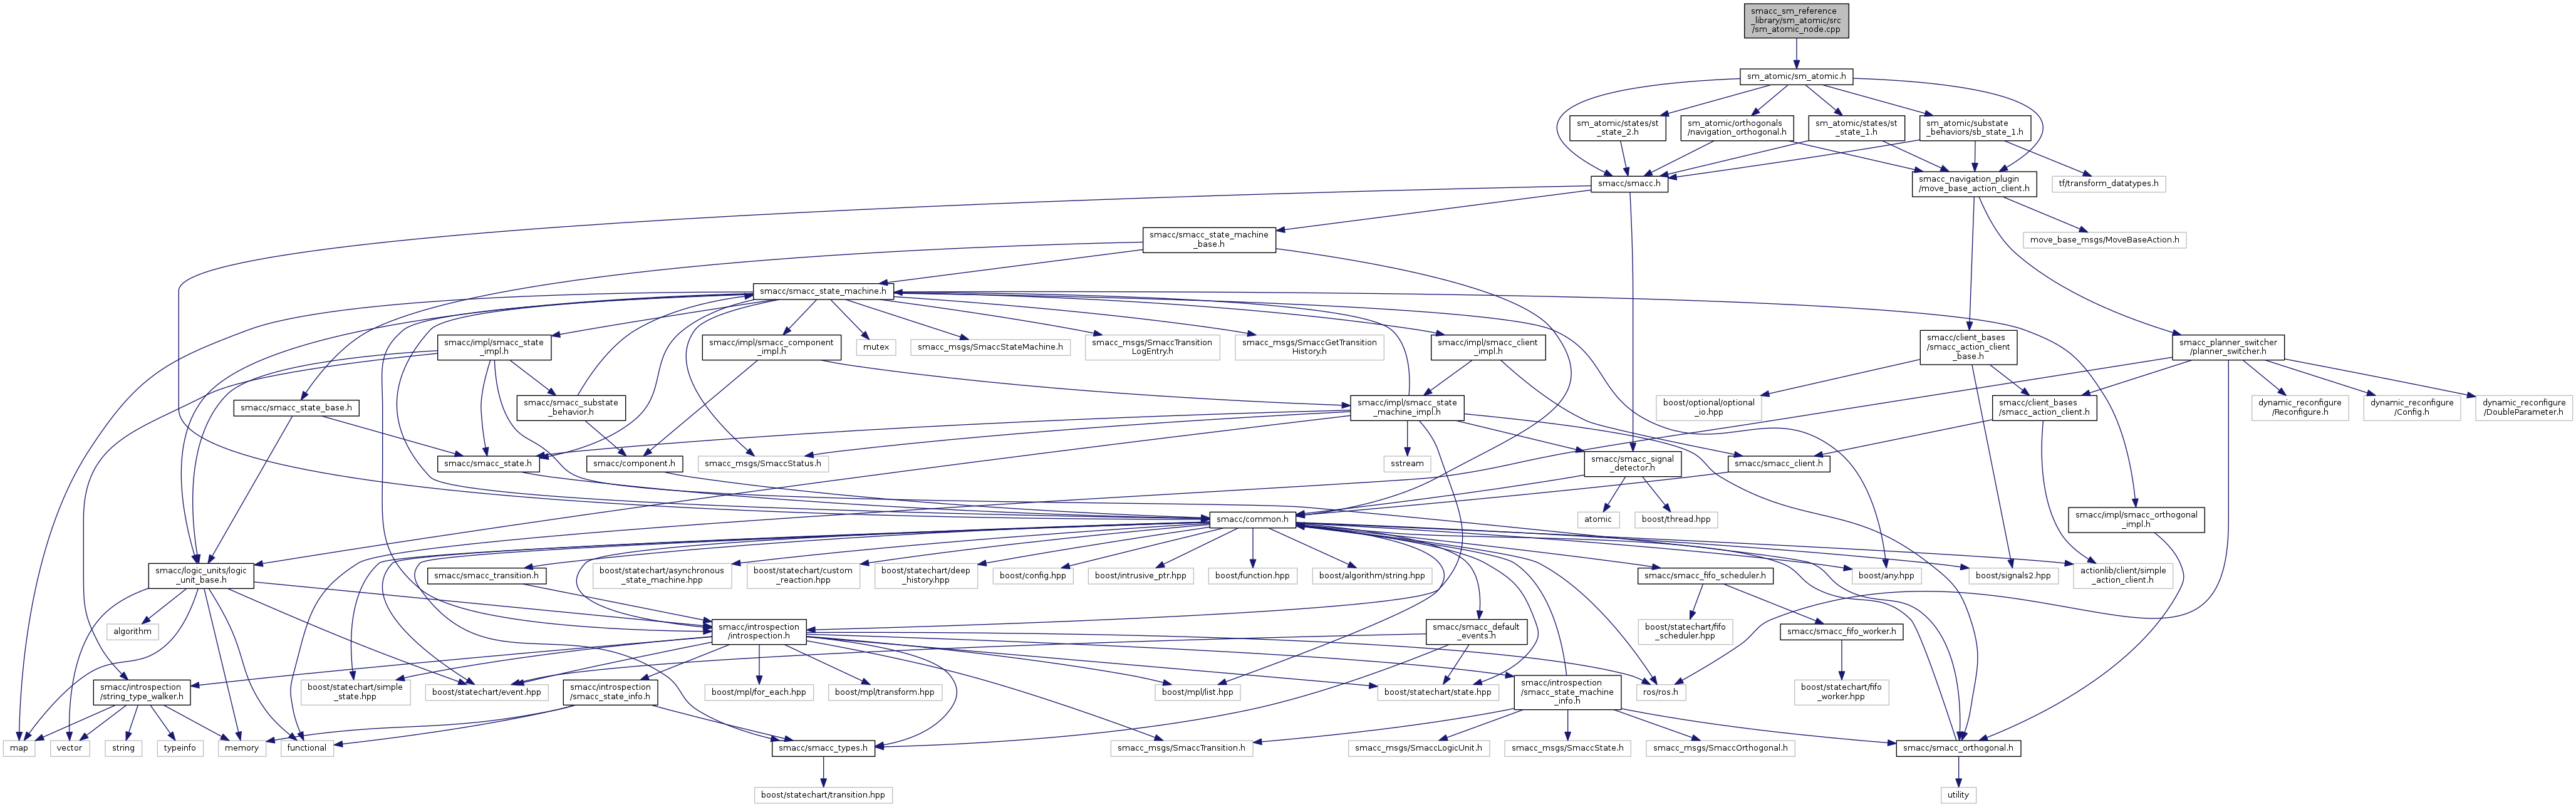 smacc_sm_reference
_library/sm_atomic/src
/sm_atomic_node.cpp
sm_atomic/sm_atomic.h
sm_atomic/states/st
_state_2.h
sm_atomic/orthogonals
/navigation_orthogonal.h
sm_atomic/states/st
_state_1.h
sm_atomic/substate
_behaviors/sb_state_1.h
smacc/smacc.h
smacc_navigation_plugin
/move_base_action_client.h
tf/transform_datatypes.h
smacc/smacc_state_machine
_base.h
move_base_msgs/MoveBaseAction.h
smacc/smacc_state_machine.h
smacc/impl/smacc_state
_impl.h
smacc/impl/smacc_component
_impl.h
mutex
smacc_msgs/SmaccStateMachine.h
smacc_msgs/SmaccTransition
LogEntry.h
smacc_msgs/SmaccGetTransition
History.h
smacc/impl/smacc_client
_impl.h
smacc/client_bases
/smacc_action_client
_base.h
smacc_planner_switcher
/planner_switcher.h
smacc/smacc_state_base.h
smacc/smacc_substate
_behavior.h
smacc/impl/smacc_state
_machine_impl.h
boost/optional/optional
_io.hpp
smacc/client_bases
/smacc_action_client.h
dynamic_reconfigure
/Reconfigure.h
dynamic_reconfigure
/Config.h
dynamic_reconfigure
/DoubleParameter.h
smacc/smacc_state.h
smacc/component.h
smacc_msgs/SmaccStatus.h
sstream
smacc/smacc_signal
_detector.h
smacc/smacc_client.h
smacc/common.h
atomic
boost/thread.hpp
smacc/impl/smacc_orthogonal
_impl.h
smacc/logic_units/logic
_unit_base.h
smacc/smacc_transition.h
boost/statechart/asynchronous
_state_machine.hpp
boost/statechart/custom
_reaction.hpp
boost/statechart/deep
_history.hpp
boost/config.hpp
boost/intrusive_ptr.hpp
boost/function.hpp
boost/algorithm/string.hpp
smacc/smacc_fifo_scheduler.h
boost/any.hpp
boost/signals2.hpp
actionlib/client/simple
_action_client.h
algorithm
smacc/introspection
/introspection.h
smacc/smacc_default
_events.h
boost/statechart/fifo
_scheduler.hpp
smacc/smacc_fifo_worker.h
smacc/introspection
/string_type_walker.h
boost/statechart/simple
_state.hpp
boost/statechart/event.hpp
smacc/introspection
/smacc_state_info.h
boost/mpl/for_each.hpp
boost/mpl/transform.hpp
boost/mpl/list.hpp
boost/statechart/state.hpp
smacc/introspection
/smacc_state_machine
_info.h
ros/ros.h
boost/statechart/fifo
_worker.hpp
map
vector
string
typeinfo
memory
functional
smacc/smacc_types.h
smacc_msgs/SmaccTransition.h
smacc_msgs/SmaccLogicUnit.h
smacc_msgs/SmaccState.h
smacc_msgs/SmaccOrthogonal.h
smacc/smacc_orthogonal.h
boost/statechart/transition.hpp
utility